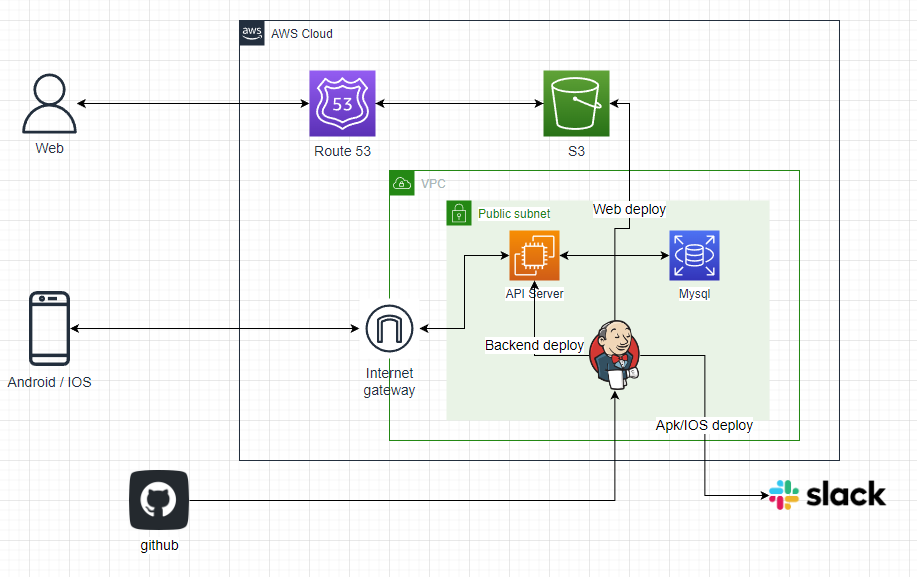 aws
AWS Cloud
53
Web
Route 53
S3
VPC
Public subnet
Web deploy
API Server
Mysql
Backend deploy
Internet
gateway
Android / IOS
Apk/IOS deploy
slack
github